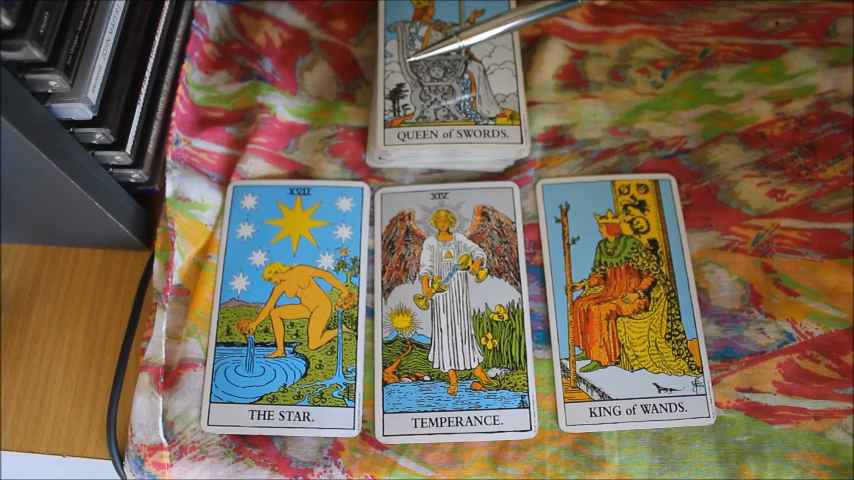 QUEEN of SWORDS.
XVII
THE STAR.
XIV
TEMPERANCE.
KING of WANDS.